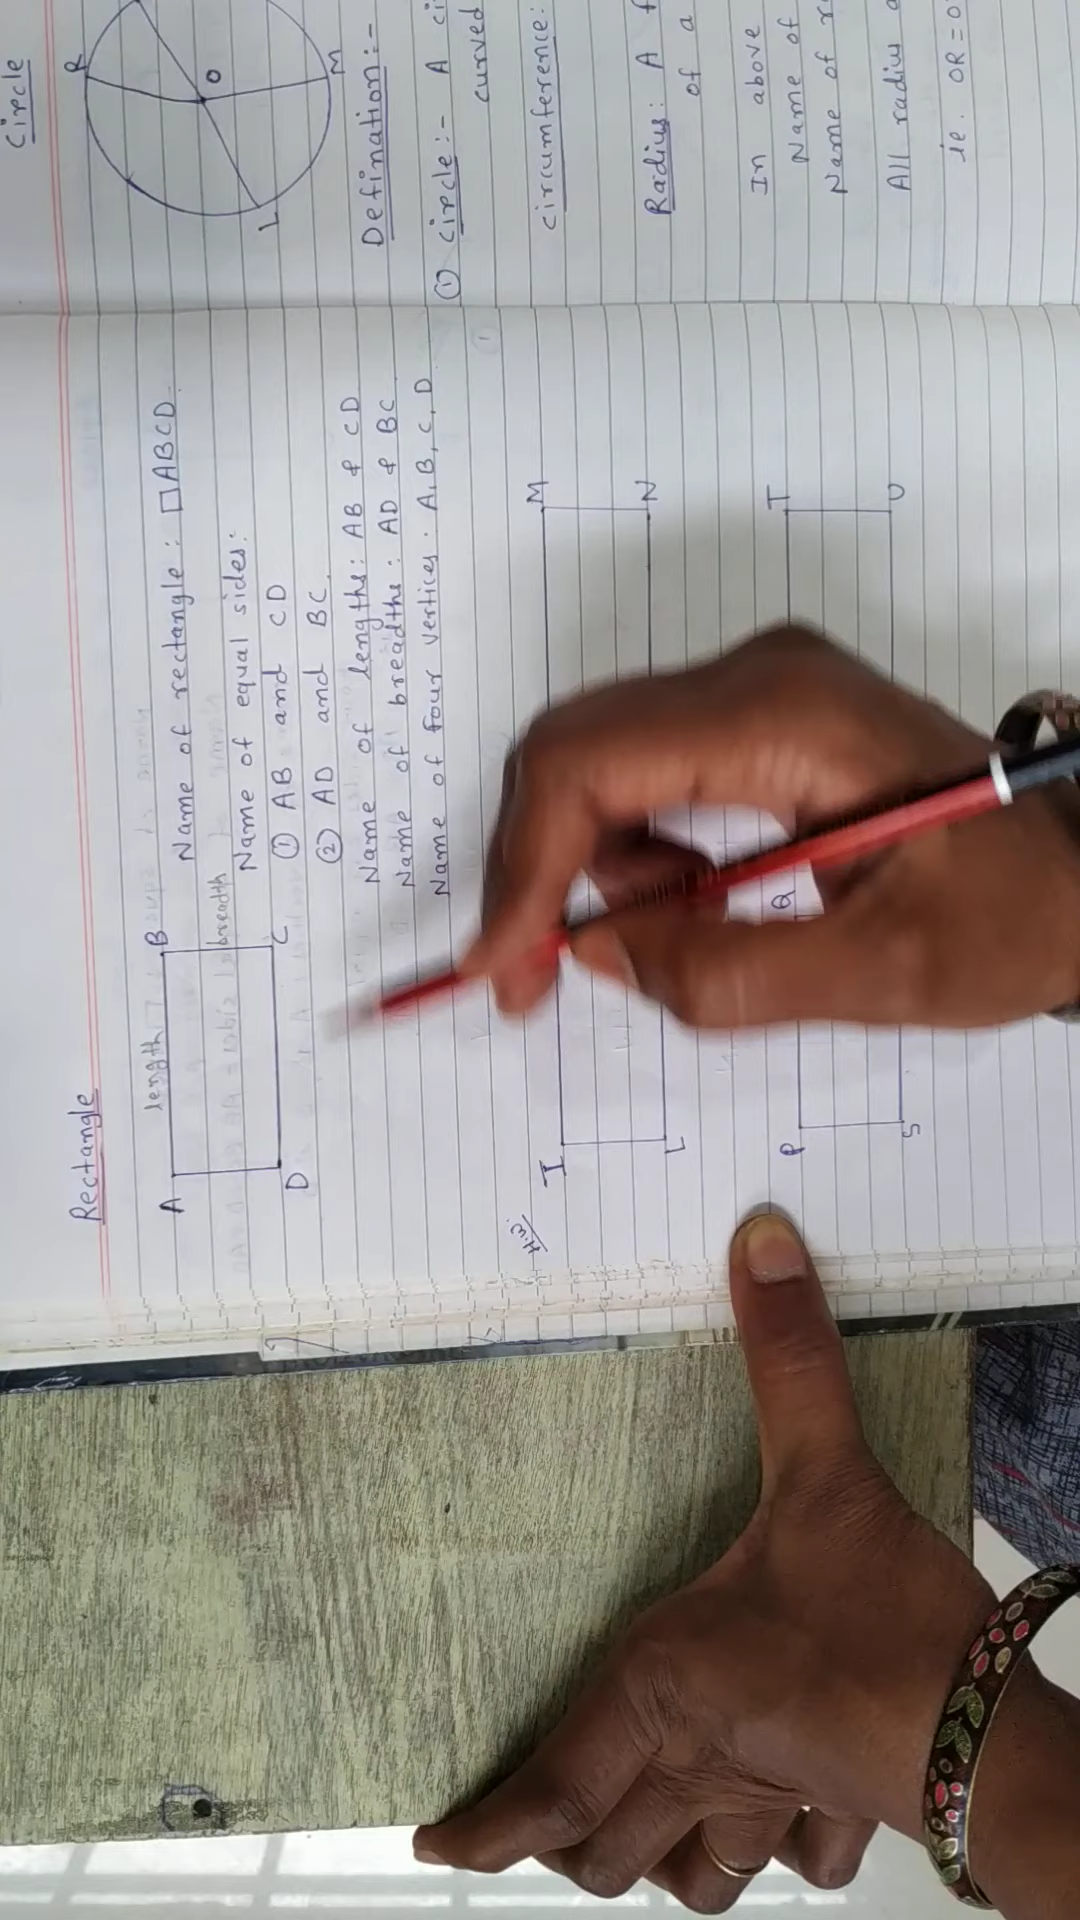 Rectangle
A
length
B
breadth
D
C
Name of rectangle : □ABCD.
Name of equal sides:
① AB and CD
② AD and BC.
Name of lengths: AB & CD
Name of breadths: AD & BC
Name of four vertices. A, B, C, D.
H.W
I
M
L
N
P
Q
T
S
U
Circle
R
O
M
L
Defination:-
① Circle:- A
curved
Circumference:
Radius: A
of a
In above
Name of
Name of
All radius
ie. OR=